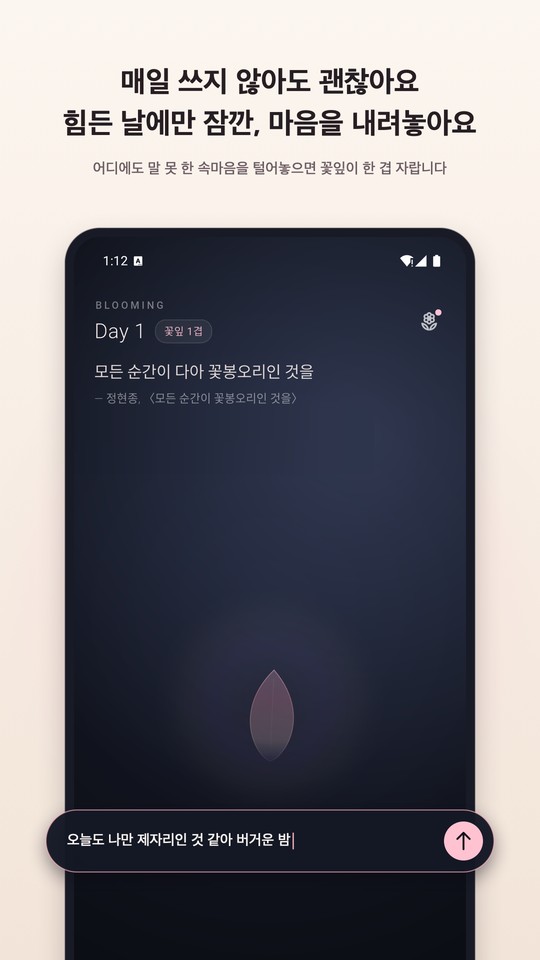 매일 쓰지 않아도 괜찮아요
힘든 날에만 잠깐, 마음을 내려놓아요
어디에도 말 못 한 속마음을 털어놓으면 꽃잎이 한 겹 자랍니다
1:12
BLOOMING
Day 1 꽃잎 1겹
모든 순간이 다아 꽃봉오리인 것을
– 정현종, 〈모든 순간이 꽃봉오리인 것을〉
오늘도 나만 제자리인 것 같아 버거운 밤